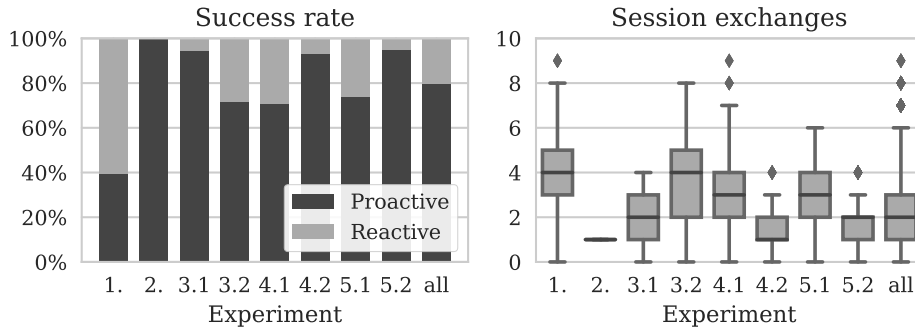 Success rate
100%
80%
60%
40%
20%
0%
Proactive
Reactive
1. 2. 3.1 3.2 4.1 4.2 5.1 5.2 all
Experiment
Session exchanges
10
8
6
4
2
0
1. 2. 3.1 3.2 4.1 4.2 5.1 5.2 all
Experiment